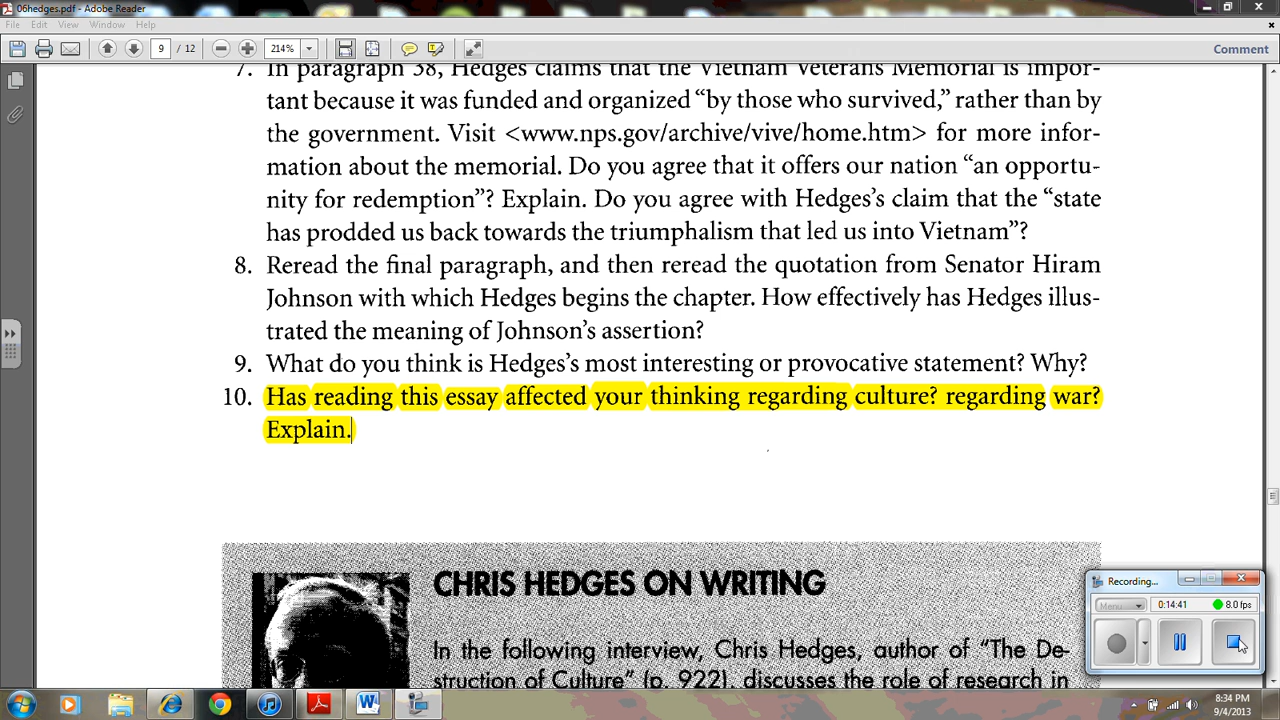 06hedges.pdf - Adobe Reader
File Edit View Window Help
9 / 12 214% Comment
7. In paragraph 38, Hedges claims that the Vietnam Veterans Memorial is impor-
tant because it was funded and organized “by those who survived,” rather than by
the government. Visit <www.nps.gov/archive/vive/home.htm> for more infor-
mation about the memorial. Do you agree that it offers our nation “an opportu-
nity for redemption”? Explain. Do you agree with Hedges’s claim that the “state
has prodded us back towards the triumphalism that led us into Vietnam”?
8. Reread the final paragraph, and then reread the quotation from Senator Hiram
Johnson with which Hedges begins the chapter. How effectively has Hedges illus-
trated the meaning of Johnson’s assertion?
9. What do you think is Hedges’s most interesting or provocative statement? Why?
10. Has reading this essay affected your thinking regarding culture? regarding war?
Explain.
CHRIS HEDGES ON WRITING
In the following interview, Chris Hedges, author of “The De-
struction of Culture” (p. 922), discusses the role of research in
Recording...
Menu 0:14:41 8.0 fps
8:34 PM
9/4/2013